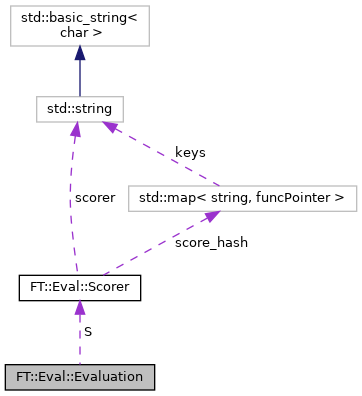 std::basic_string<
char >
std::string
keys
scorer
std::map< string, funcPointer >
score_hash
FT::Eval::Scorer
S
FT::Eval::Evaluation